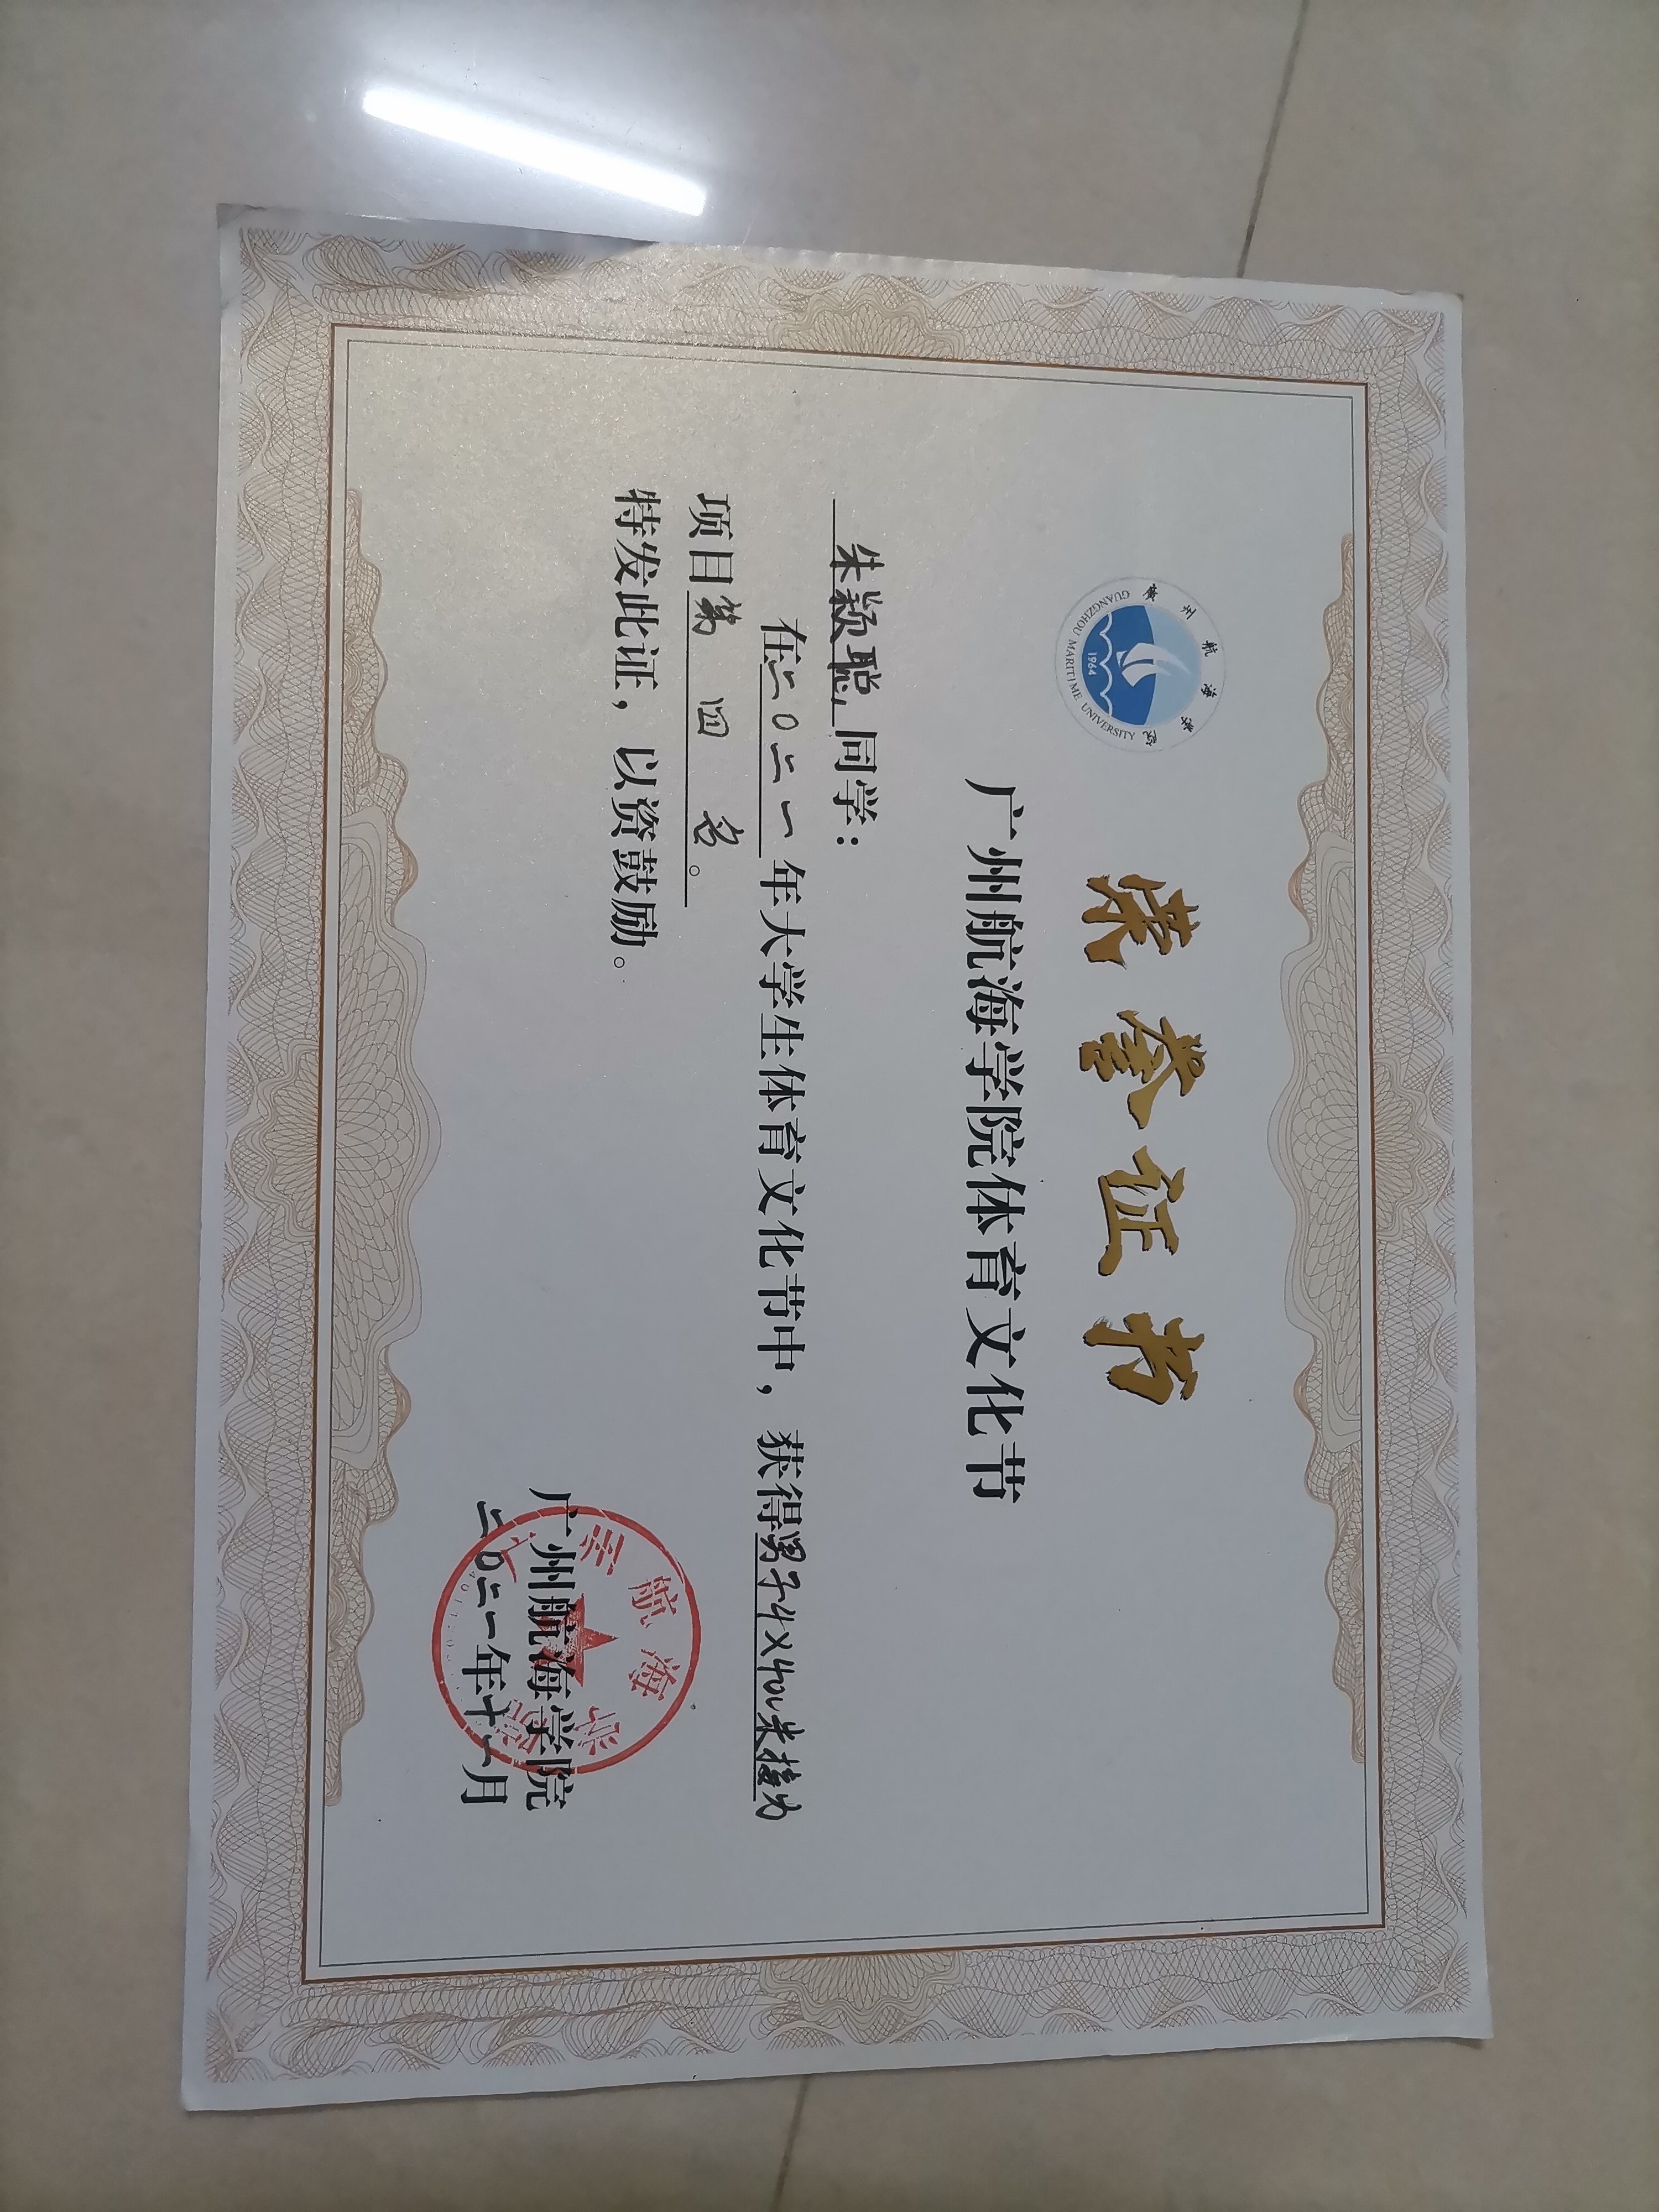 荣誉证书
廣州航海學院
GUANGZHOU MARITIME UNIVERSITY
1964
广州航海学院体育文化节
朱颖聪同学：
在二0二一年大学生体育文化节中，获得男子4×400米接力
项目第四名。
特发此证，以资鼓励。
广州航海学院
二0二一年十一月
广州航海学院